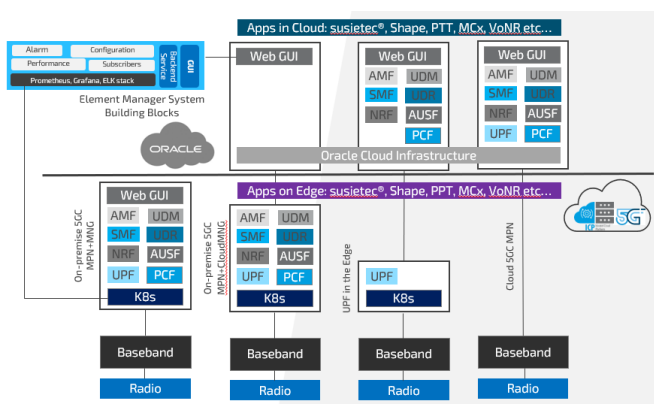 Apps in Cloud: susietec®, Shape, PTT, MCx, VoNR etc...
Alarm
Configuration
Performance
Subscribers
Prometheus, Grafana, ELK stack
Backend
Service
GUI
Element Manager System
Building Blocks
ORACLE
Web GUI
Web GUI
AMF
UDM
SMF
UDR
NRF
AUSF
PCF
Web GUI
AMF
UDM
SMF
UDR
NRF
AUSF
UPF
PCF
Oracle Cloud Infrastructure
Apps on Edge: susietec®, Shape, PPT, MCx, VoNR etc...
ICP
5G
On-premise 5GC
MPN+MNG
Web GUI
AMF
UDM
SMF
UDR
NRF
AUSF
UPF
PCF
K8s
Baseband
Radio
On-premise 5GC
MPN+CloudMNG
AMF
UDM
SMF
UDR
NRF
AUSF
UPF
PCF
K8s
Baseband
Radio
UPF in the Edge
UPF
K8s
Baseband
Radio
Cloud 5GC MPN
Baseband
Radio